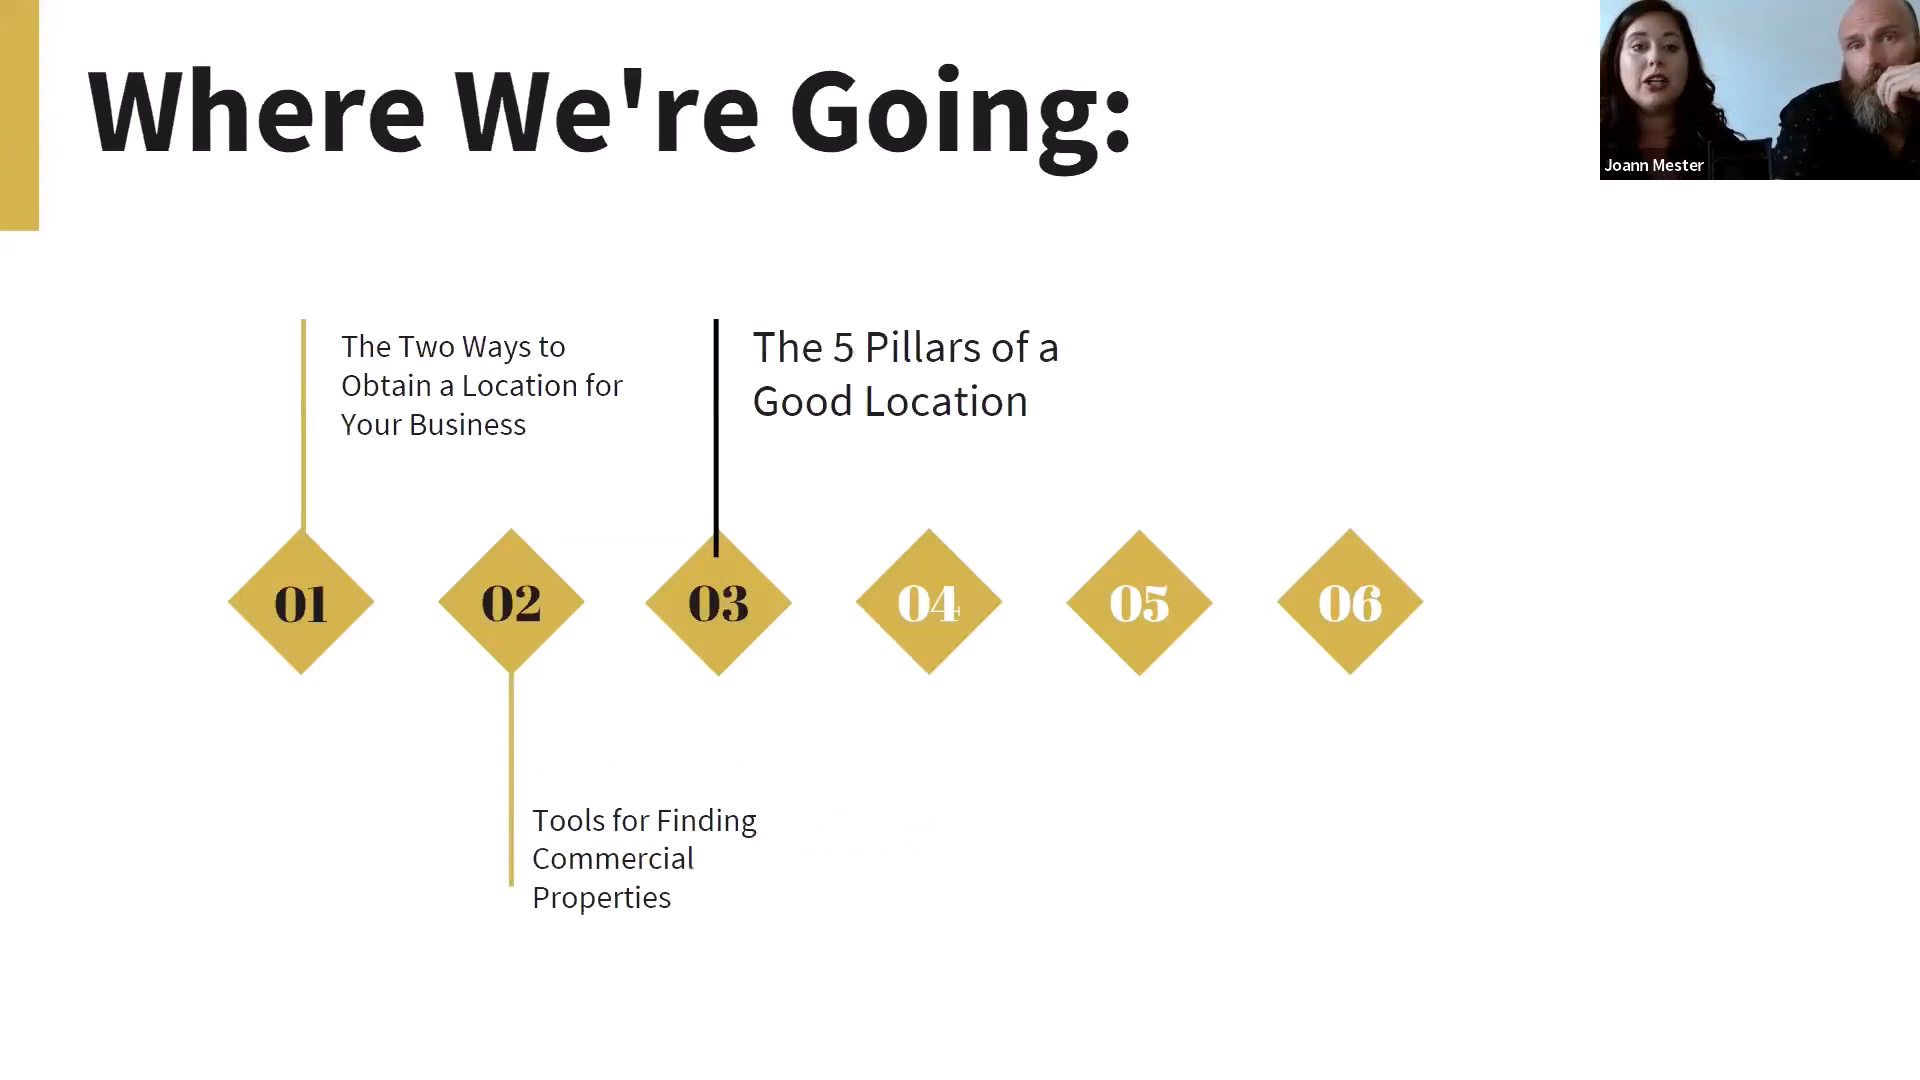 Where We're Going:
Joann Mester
The Two Ways to
Obtain a Location for
Your Business
The 5 Pillars of a
Good Location
01
02
03
04
05
06
Tools for Finding
Commercial
Properties